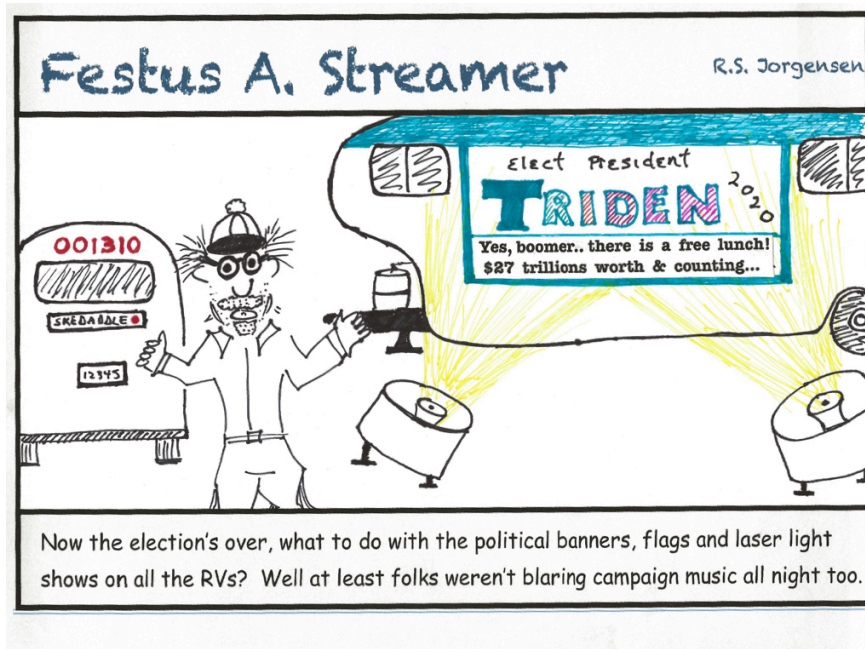 Festus A. Streamer
R.S. Jorgensen
Elect President
TRIDEN 2020
Yes, boomer.. there is a free lunch!
$27 trillions worth & counting...
001310
SKEDADDLE
12345
Now the election's over, what to do with the political banners, flags and laser light
shows on all the RVs? Well at least folks weren't blaring campaign music all night too.